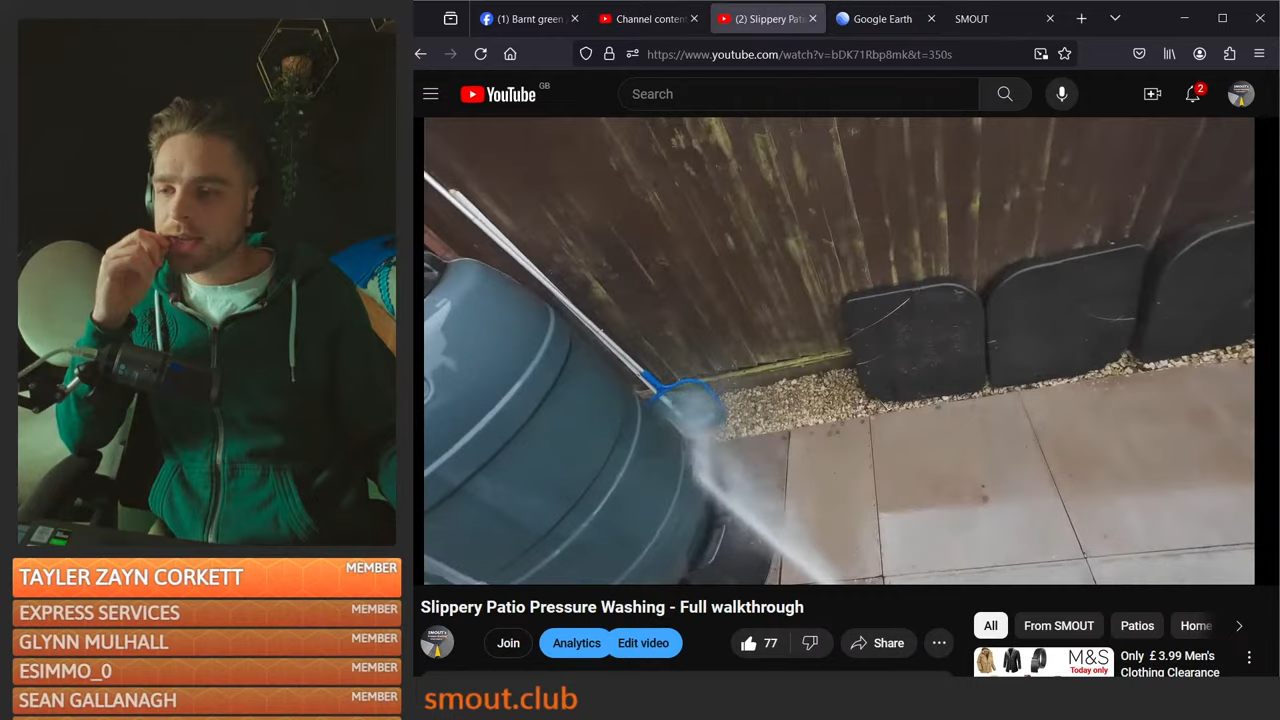 (1) Barnt green
Channel conten
(2) Slippery Pati
Google Earth
SMOUT
https://www.youtube.com/watch?v=bDK71Rbp8mk&t=350s
YouTube GB
Search
2
Slippery Patio Pressure Washing - Full walkthrough
Join
Analytics
Edit video
77
Share
All
From SMOUT
Patios
Home
M&S
Today only
Only £3.99 Men's
Clothing Clearance
TAYLER ZAYN CORKETT MEMBER
EXPRESS SERVICES MEMBER
GLYNN MULHALL MEMBER
ESIMMO_0 MEMBER
SEAN GALLANAGH MEMBER
smout.club